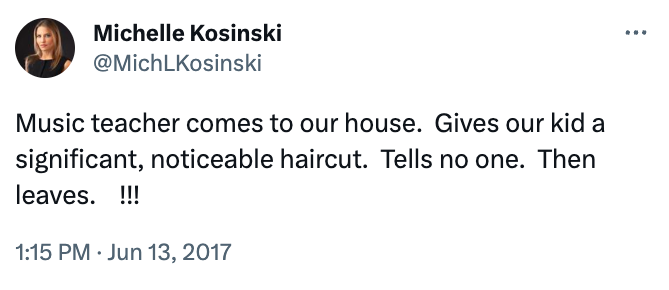 Michelle Kosinski
@MichLKosinski
Music teacher comes to our house.  Gives our kid a
significant, noticeable haircut.  Tells no one.  Then
leaves.   !!!
1:15 PM · Jun 13, 2017